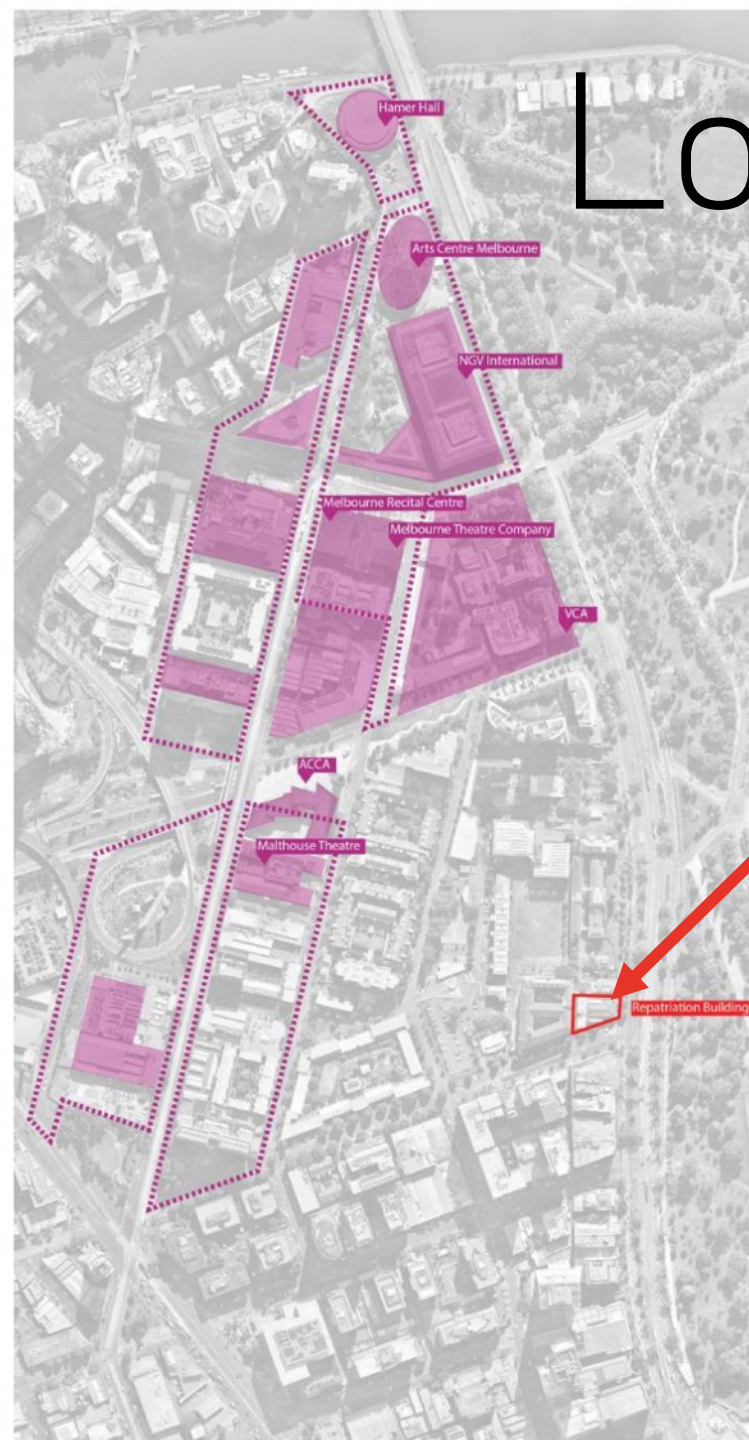 Lo
Hamer Hall
Arts Centre Melbourne
NGV International
Melbourne Recital Centre
Melbourne Theatre Company
VCA
ACCA
Malthouse Theatre
Repatriation Building